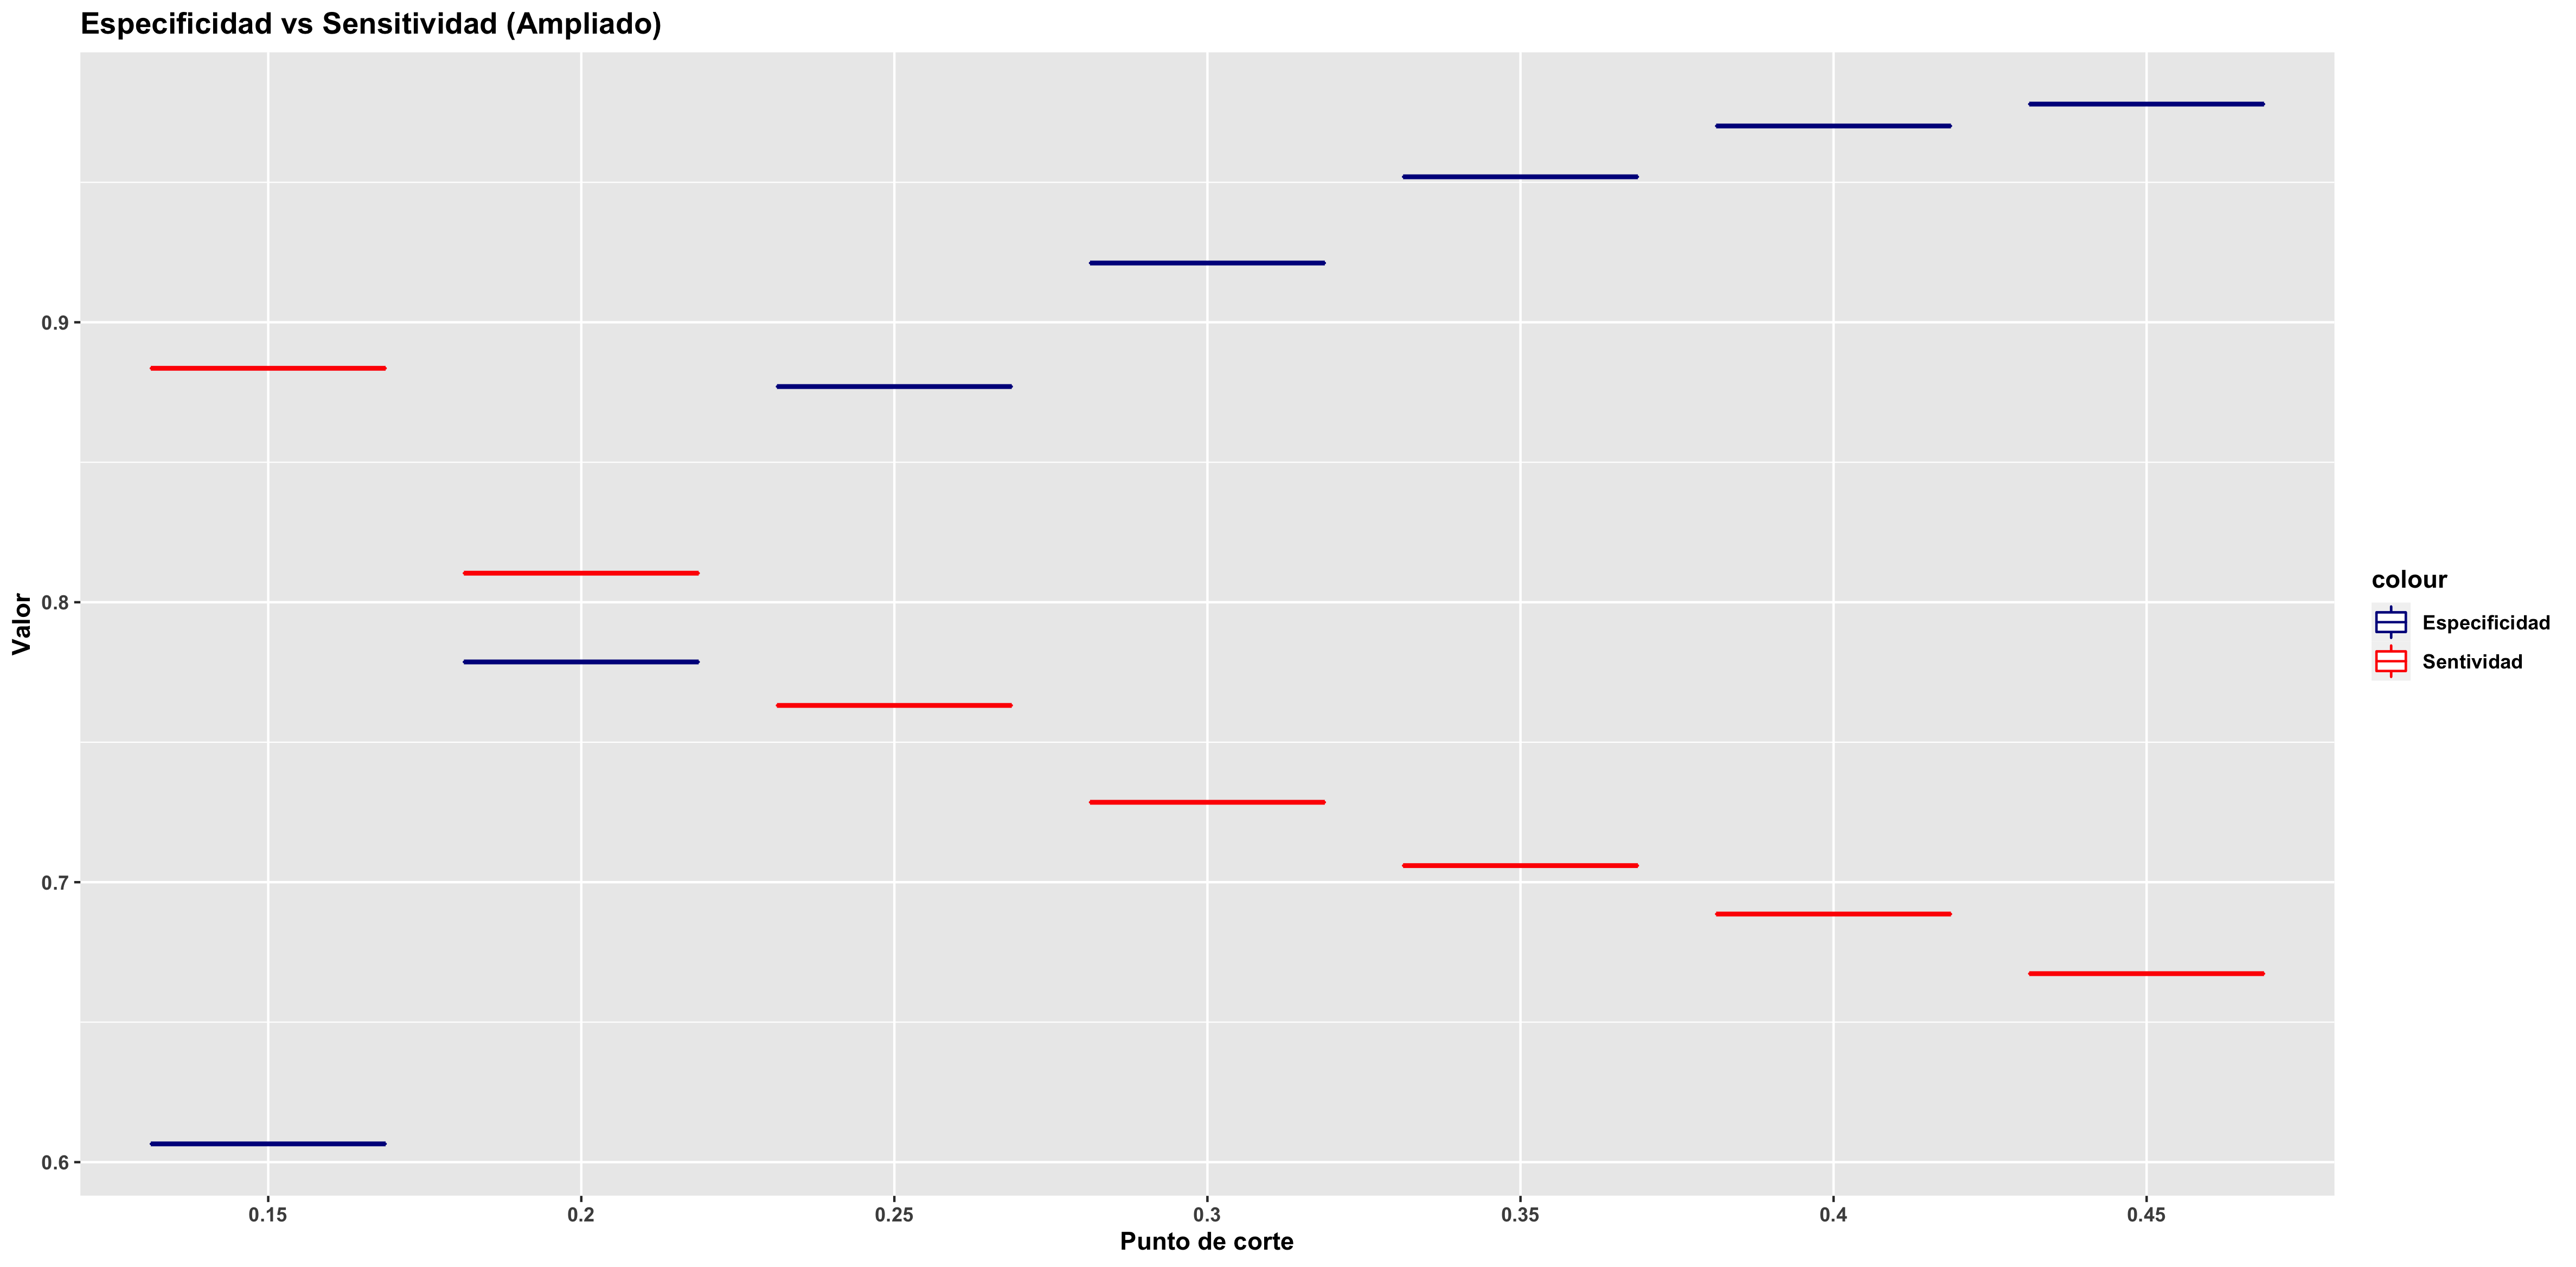 Especificidad vs Sensitividad (Ampliado)
Valor
0.9
0.8
0.7
0.6
0.15
0.2
0.25
0.3
0.35
0.4
0.45
Punto de corte
colour
Especificidad
Sentividad